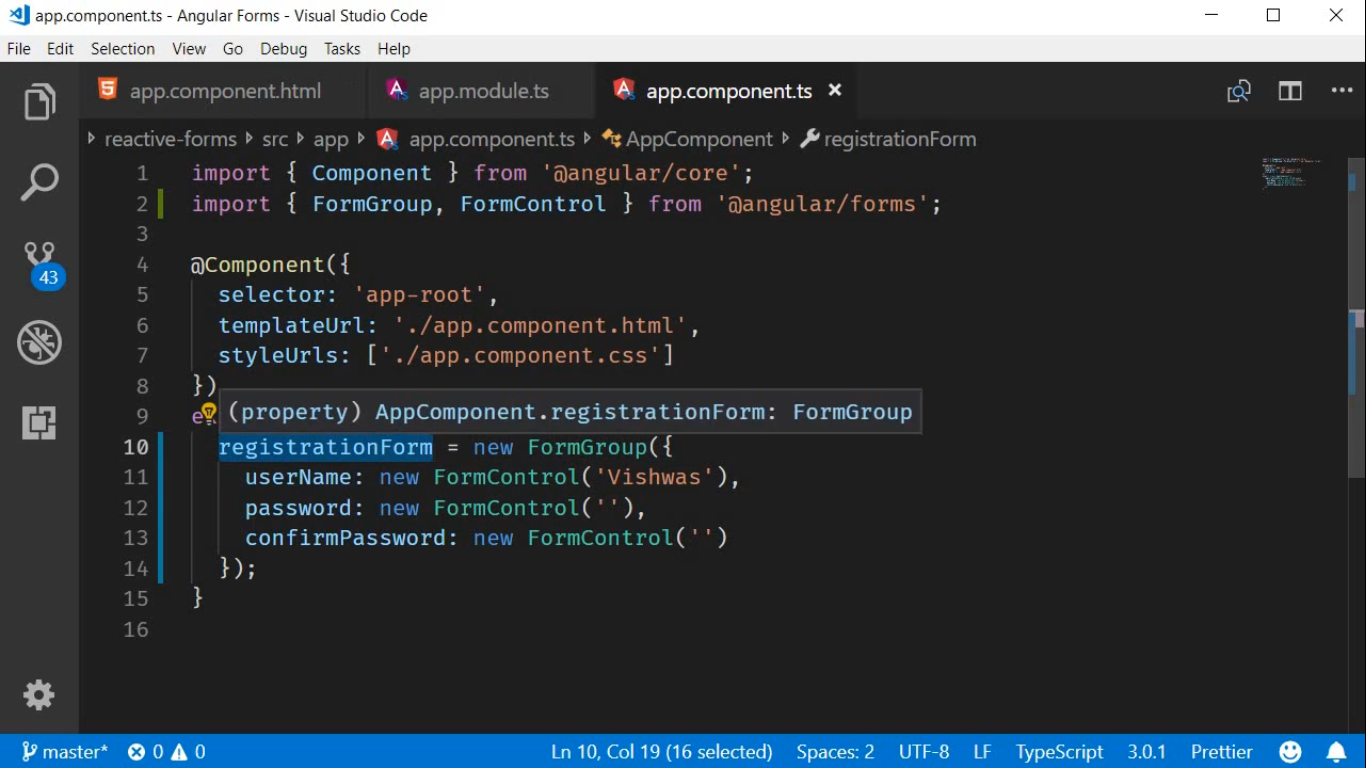 app.component.ts - Angular Forms - Visual Studio Code
File Edit Selection View Go Debug Tasks Help
app.component.html app.module.ts app.component.ts
reactive-forms src app app.component.ts AppComponent registrationForm
1 import { Component } from '@angular/core';
2 import { FormGroup, FormControl } from '@angular/forms';
3
4 @Component({
5 selector: 'app-root',
6 templateUrl: './app.component.html',
7 styleUrls: ['./app.component.css']
8 })
(property) AppComponent.registrationForm: FormGroup
9 e
10 registrationForm = new FormGroup({
11 userName: new FormControl('Vishwas'),
12 password: new FormControl(''),
13 confirmPassword: new FormControl('')
14 });
15 }
16
43
master* 0 0 Ln 10, Col 19 (16 selected) Spaces: 2 UTF-8 LF TypeScript 3.0.1 Prettier